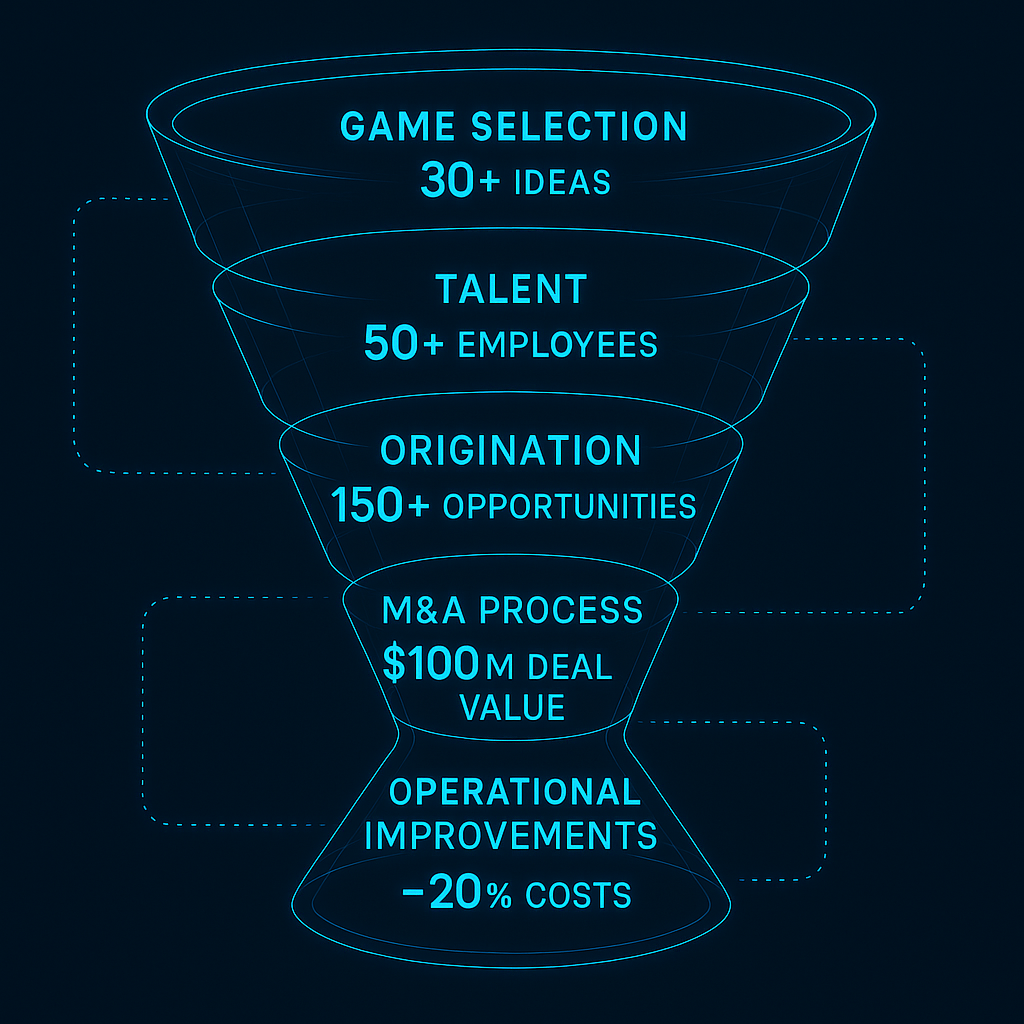 GAME SELECTION
30+ IDEAS
TALENT
50+ EMPLOYEES
ORIGINATION
150+ OPPORTUNITIES
M&A PROCESS
$100M DEAL
VALUE
OPERATIONAL
IMPROVEMENTS
-20% COSTS